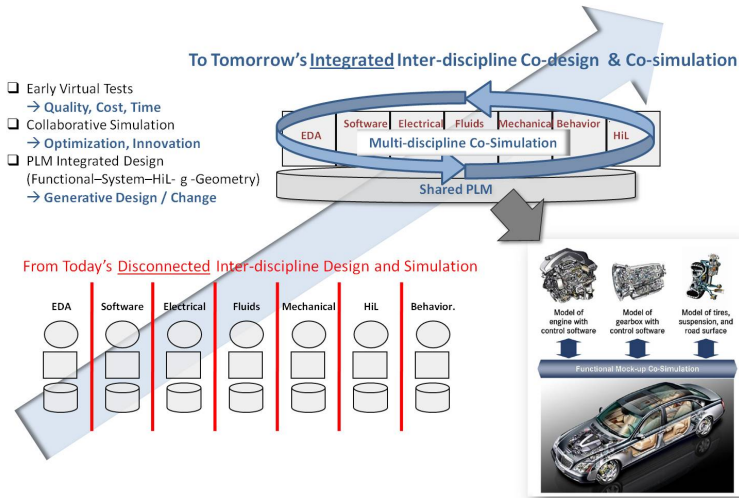 To Tomorrow's Integrated Inter-discipline Co-design & Co-simulation
Early Virtual Tests
→ Quality, Cost, Time
Collaborative Simulation
→ Optimization, Innovation
PLM Integrated Design
(Functional–System–HiL- g -Geometry)
→ Generative Design / Change
EDA
Software
Electrical
Fluids
Mechanica
Behavior
HiL
Multi-discipline Co-Simulation
Shared PLM
From Today's Disconnected Inter-discipline Design and Simulation
EDA
Software
Electrical
Fluids
Mechanical
HiL
Behavior.
Model of
engine with
control software
Model of
gearbox with
control software
Model of tires,
suspension, and
road surface
Functional Mock-up Co-Simulation